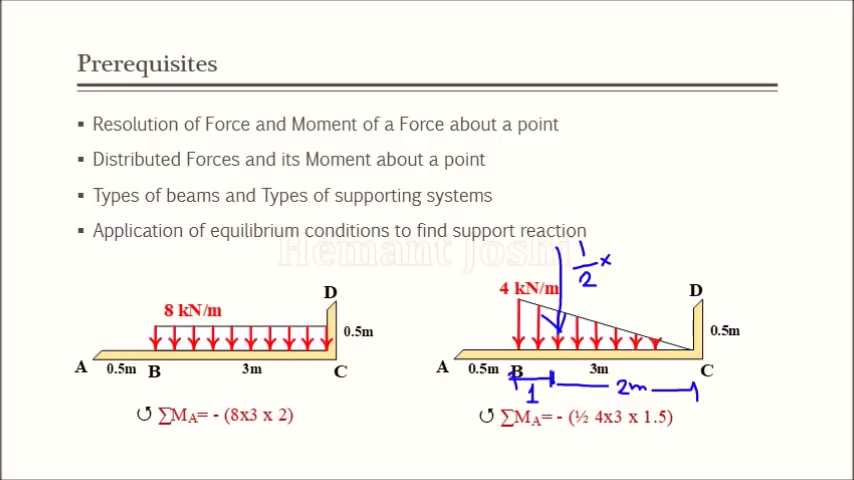 Prerequisites
▪ Resolution of Force and Moment of a Force about a point
▪ Distributed Forces and its Moment about a point
▪ Types of beams and Types of supporting systems
▪ Application of equilibrium conditions to find support reaction
Hemant Joshi
1/2 ×
8 kN/m
D
0.5m
A 0.5m B 3m C
↺ ∑MA= - (8x3 x 2)
4 kN/m
D
0.5m
A 0.5m B 3m C
1 2m
↺ ∑MA= - (½ 4x3 x 1.5)